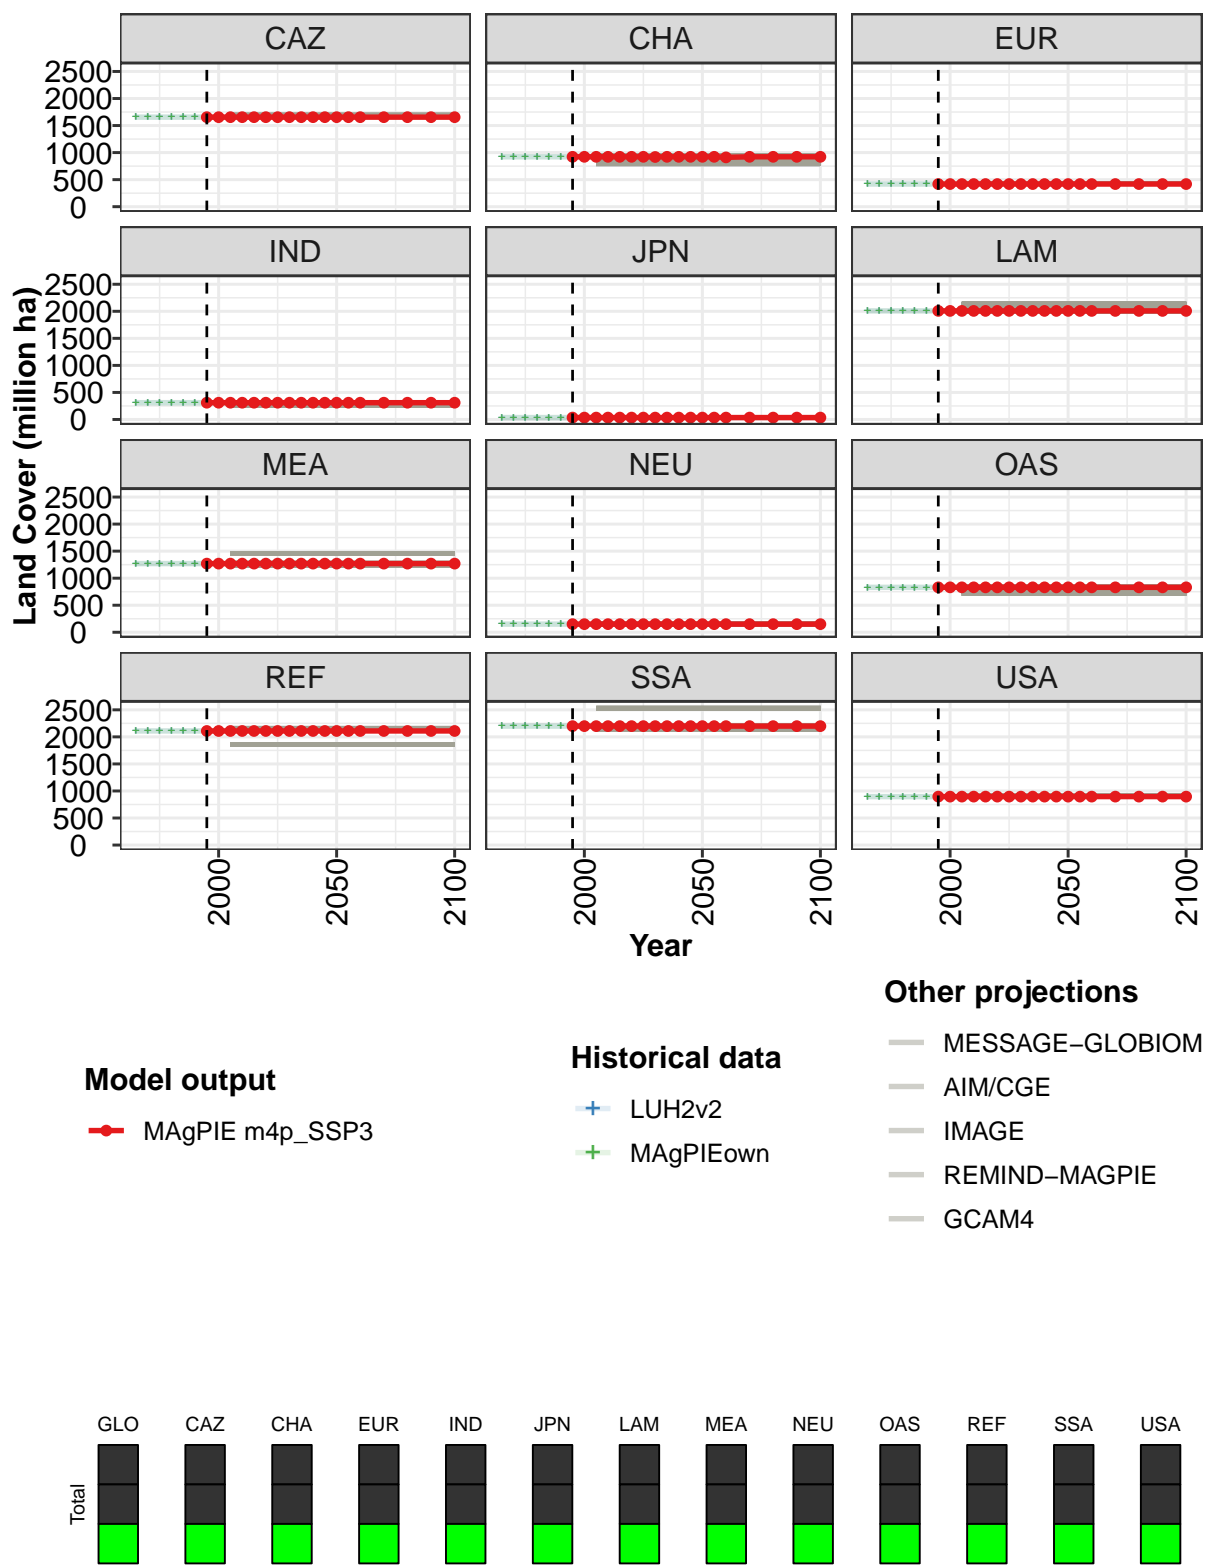 CAZ CHA EUR
2500
2000
1500
1000
500
0
IND JPN LAM
2500
2000
1500
1000
500
0
MEA NEU OAS
2500
2000
1500
1000
500
0
REF SSA USA
2500
2000
1500
1000
500
0
Land Cover (million ha)
2000 2050 2100 2000 2050 2100 2000 2050 2100
Year
Model output
MAgPIE m4p_SSP3
Historical data
LUH2v2
MAgPIEown
Other projections
MESSAGE−GLOBIOM
AIM/CGE
IMAGE
REMIND−MAGPIE
GCAM4
GLO CAZ CHA EUR IND JPN LAM MEA NEU OAS REF SSA USA
Total